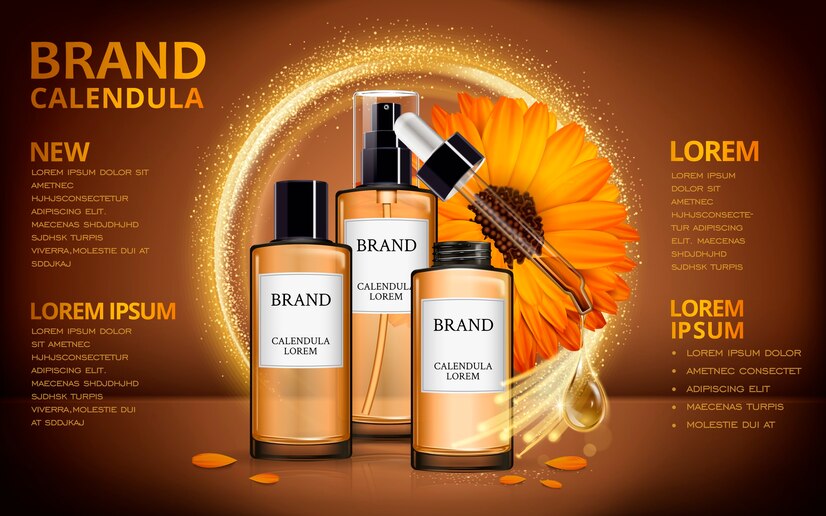 BRAND
CALENDULA
NEW
LOREM IPSUM DOLOR SIT
AMETNEC
HJHJSCONSECTETUR
ADIPISCING ELIT.
MAECENAS SHDJDHJHD
SJDHSK TURPIS
VIVERRA,MOLESTIE DUI AT
SDDJKAJ
LOREM IPSUM
LOREM IPSUM DOLOR
SIT AMETNEC
HJHJSCONSECTETUR
ADIPISCING ELIT.
MAECENAS SHDJDHJHD
SJDHSK TURPIS
VIVERRA,MOLESTIE DUI
AT SDDJKAJ
BRAND
CALENDULA
LOREM
BRAND
CALENDUL
LOREM
BRAND
CALENDULA
LOREM
LOREM
LOREM IPSUM
DOLOR SIT
AMETNEC
HJHJSCONSECTE-
TUR ADIPISCING
ELIT. MAECENAS
SHDJDHJHD
SJDHSK TURPIS
LOREM
IPSUM
• LOREM IPSUM DOLOR
• AMETNEC CONSECTET
• ADIPISCING ELIT
• MAECENAS TURPIS
• MOLESTIE DUI AT